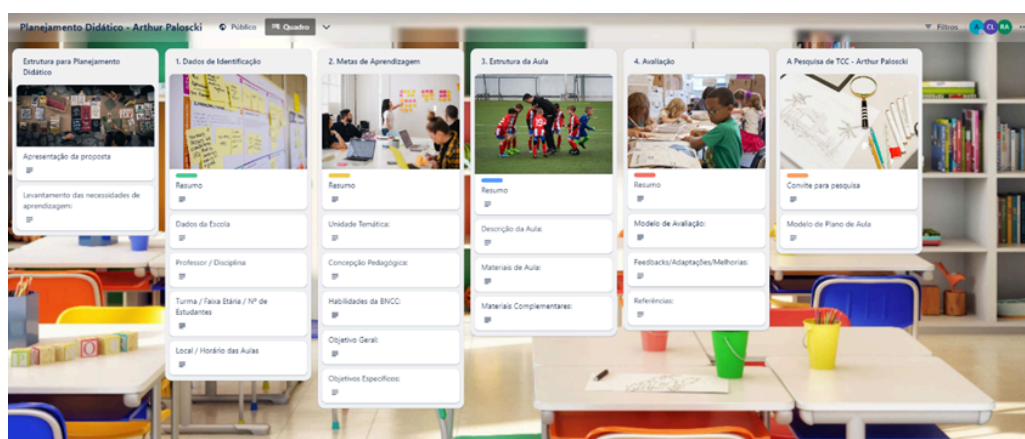 Planejamento Didático - Arthur Paloscki
Público
Quadro
Filtros
A
CL
RA
Estrutura para Planejamento
Didático
Apresentação da proposta
Levantamento das necessidades de
aprendizagem:
1. Dados de Identificação
Resumo
Dados da Escola
Professor / Disciplina
Turma / Faixa Etária / Nº de
Estudantes
Local / Horário das Aulas
2. Metas de Aprendizagem
Resumo
Unidade Temática:
Concepção Pedagógica:
Habilidades da BNCC:
Objetivo Geral:
Objetivos Específicos:
3. Estrutura da Aula
Resumo
Descrição da Aula:
Materiais de Aula:
Materiais Complementares:
4. Avaliação
Resumo
Modelo de Avaliação:
Feedbacks/Adaptações/Melhorias:
Referências:
A Pesquisa de TCC - Arthur Paloscki
Convite para pesquisa
Modelo de Plano de Aula